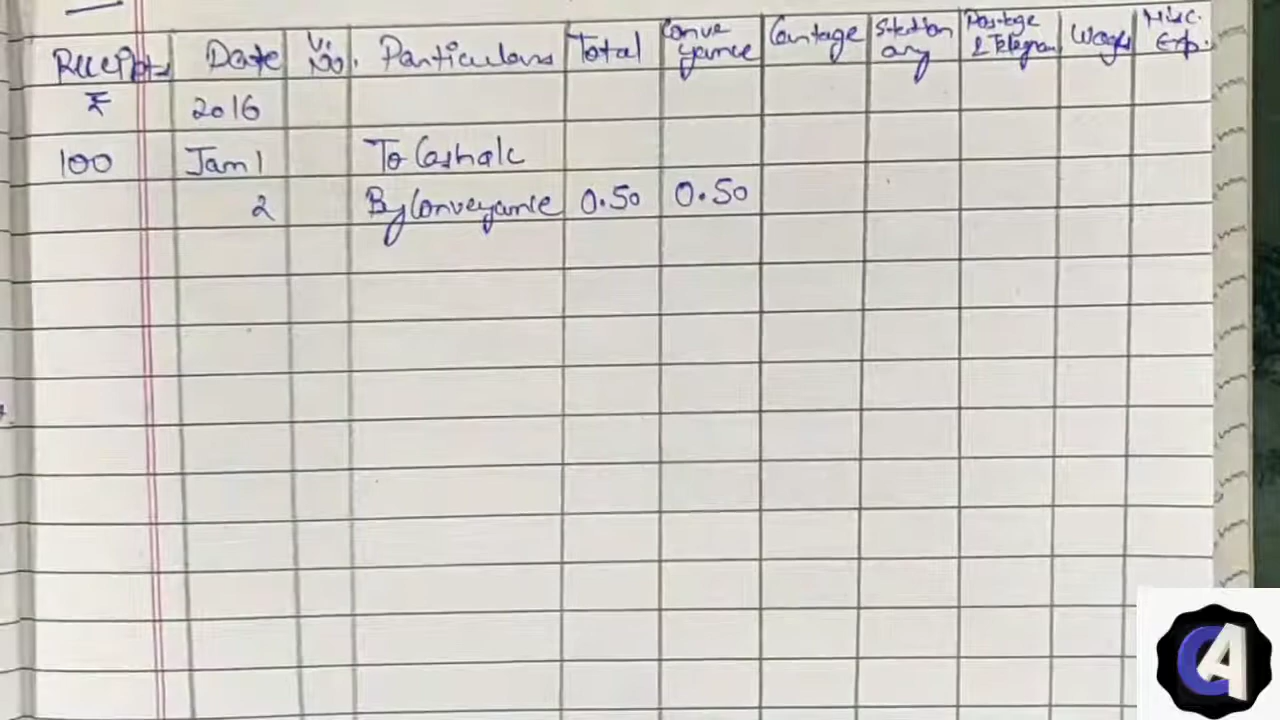 Receipts Date V. No. Particulars Total Conveyance Cartage Stationary Postage & Telegram Wages Misc. Exp.
₹ 2016
100 Jan 1 To Cash a/c
2 By Conveyance 0.50 0.50
CA